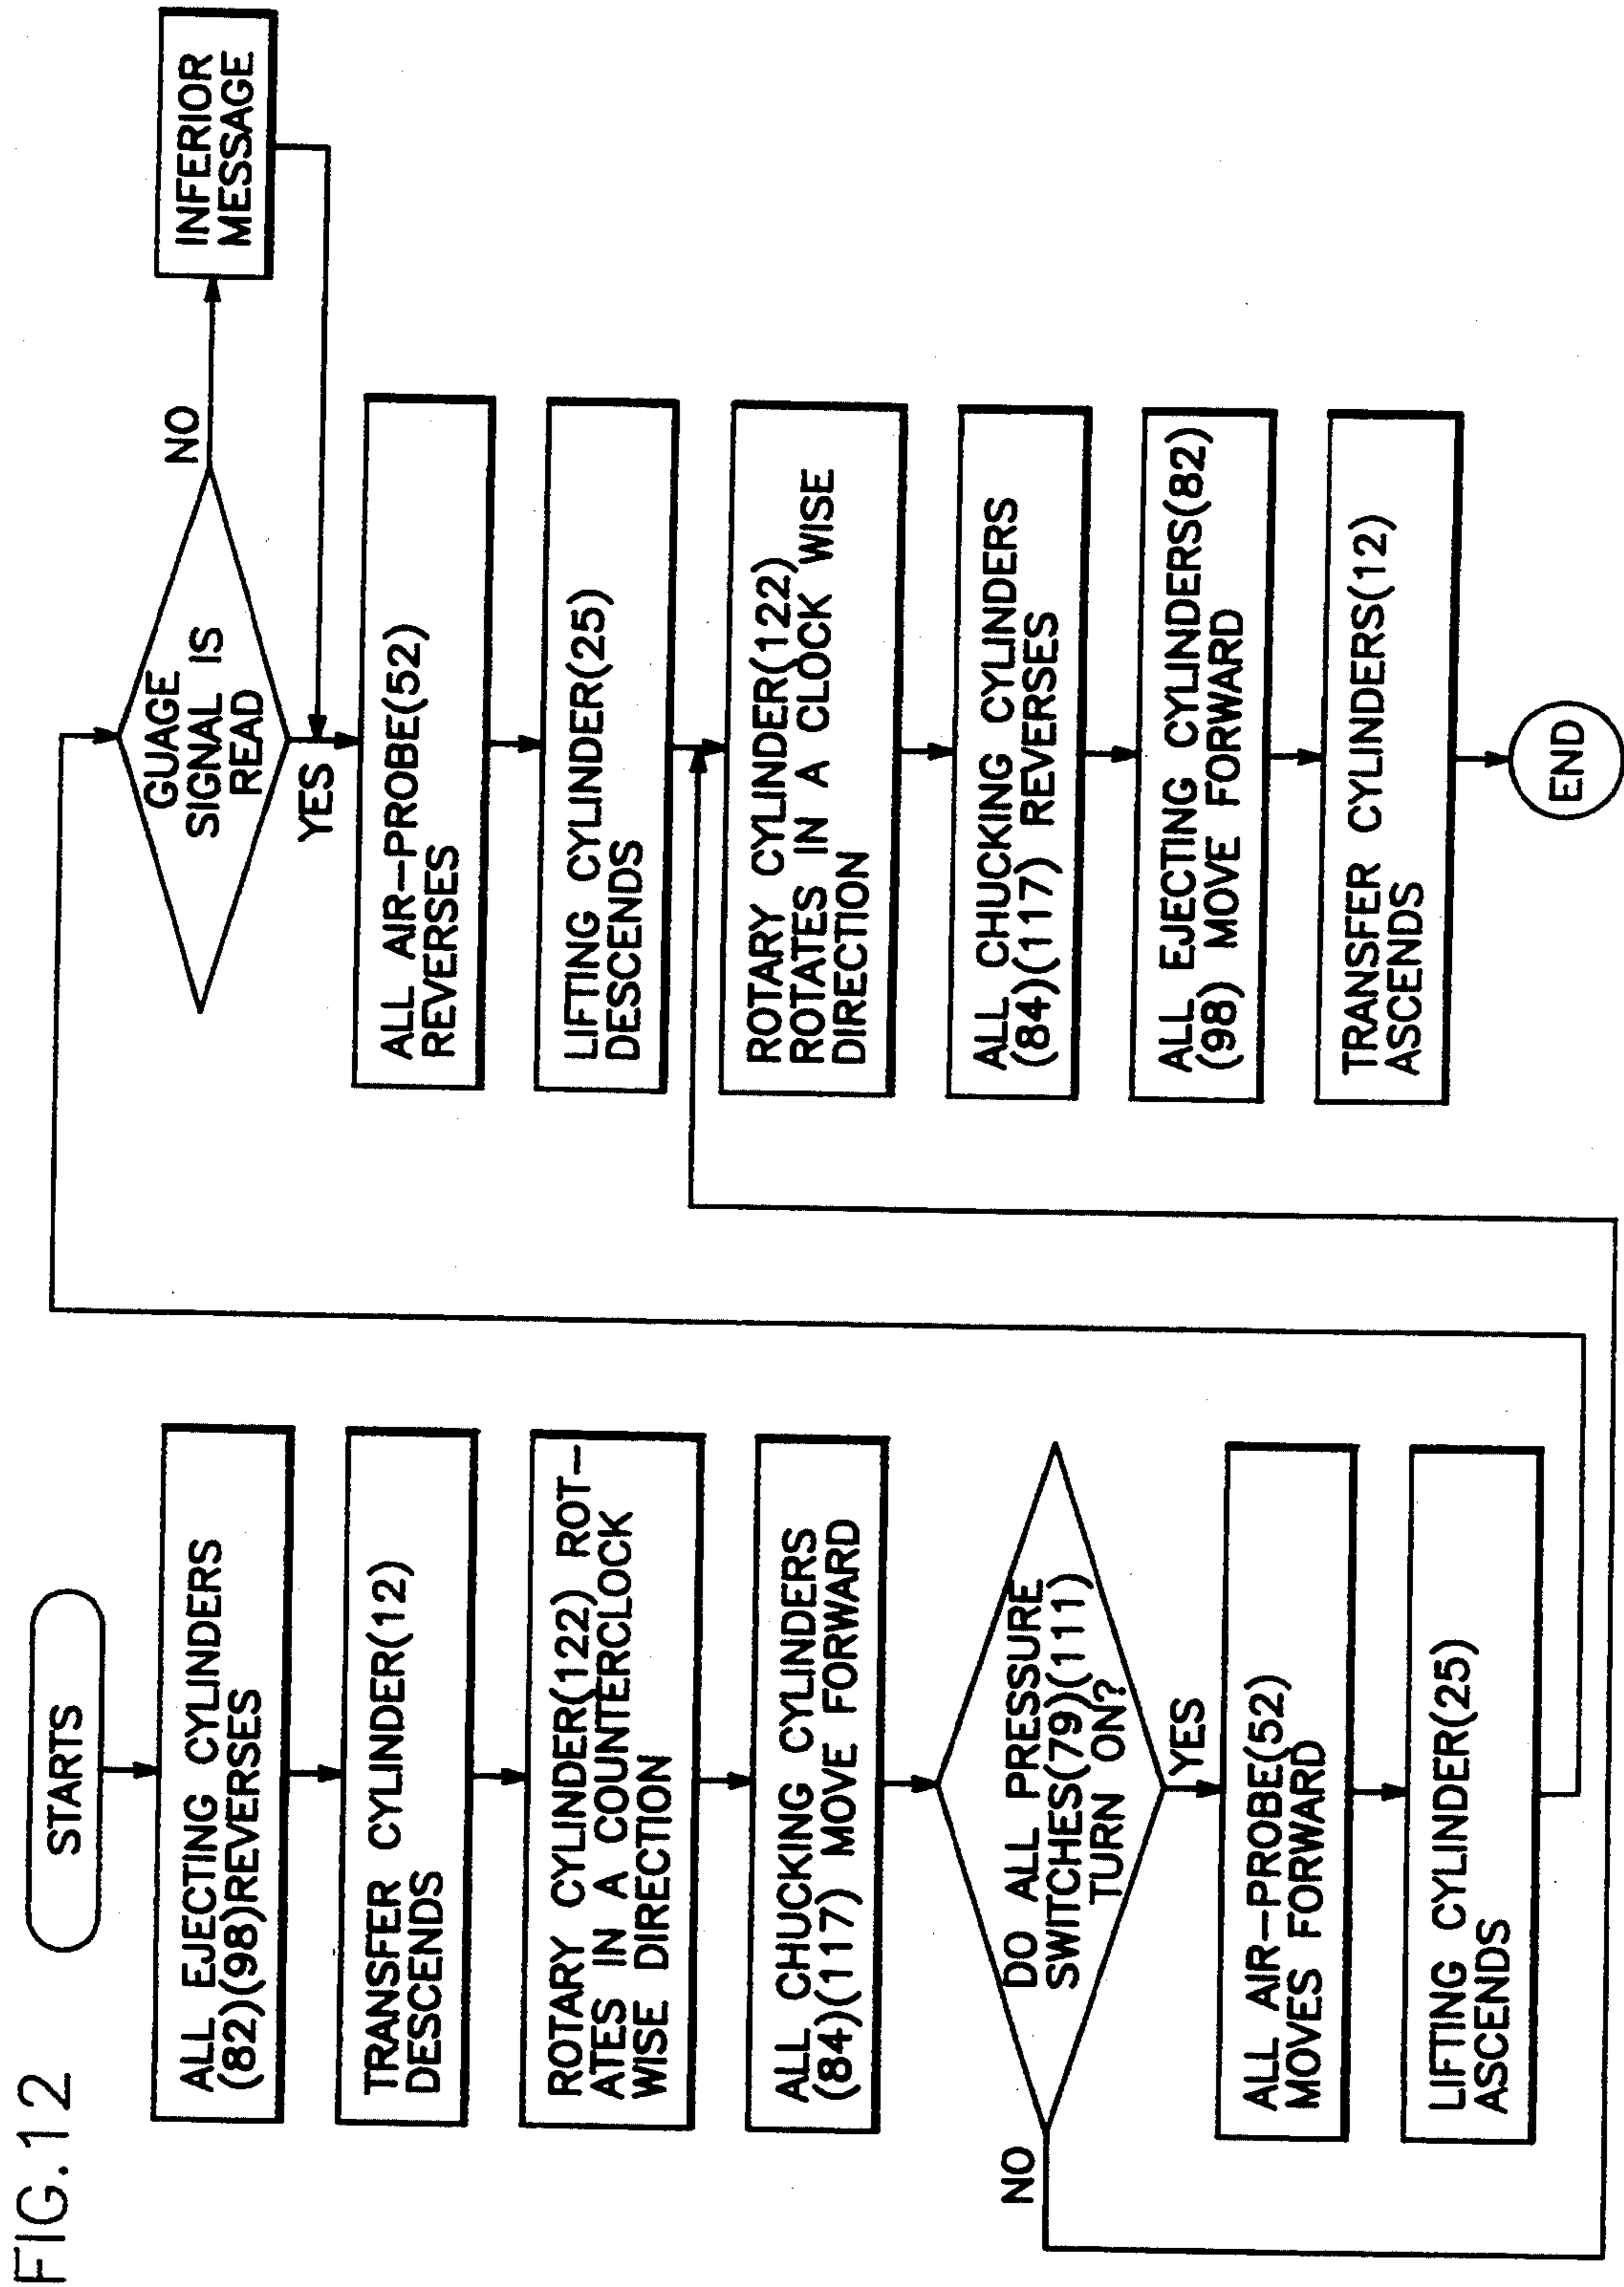 FIG.12
STARTS
ALL EJECTING CYLINDERS
(82)(98)REVERSES
TRANSFER CYLINDER(12)
DESCENDS
ROTARY CYLINDER(122) ROT-
ATES IN A COUNTERCLOCK
WISE DIRECTION
ALL CHUCKING CYLINDERS
(84)(117) MOVE FORWARD
DO ALL PRESSURE
SWITCHES(79)(111)
TURN ON?
NO
YES
ALL AIR-PROBE(52)
MOVES FORWARD
LIFTING CYLINDER(25)
ASCENDS
GUAGE
SIGNAL IS
READ
NO
INFERIOR
MESSAGE
YES
ALL AIR-PROBE(52)
REVERSES
LIFTING CYLINDER(25)
DESCENDS
ROTARY CYLINDER(122)
ROTATES IN A CLOCK WISE
DIRECTION
ALL CHUCKING CYLINDERS
(84)(117) REVERSES
ALL EJECTING CYLINDERS(82)
(98) MOVE FORWARD
TRANSFER CYLINDERS(12)
ASCENDS
END